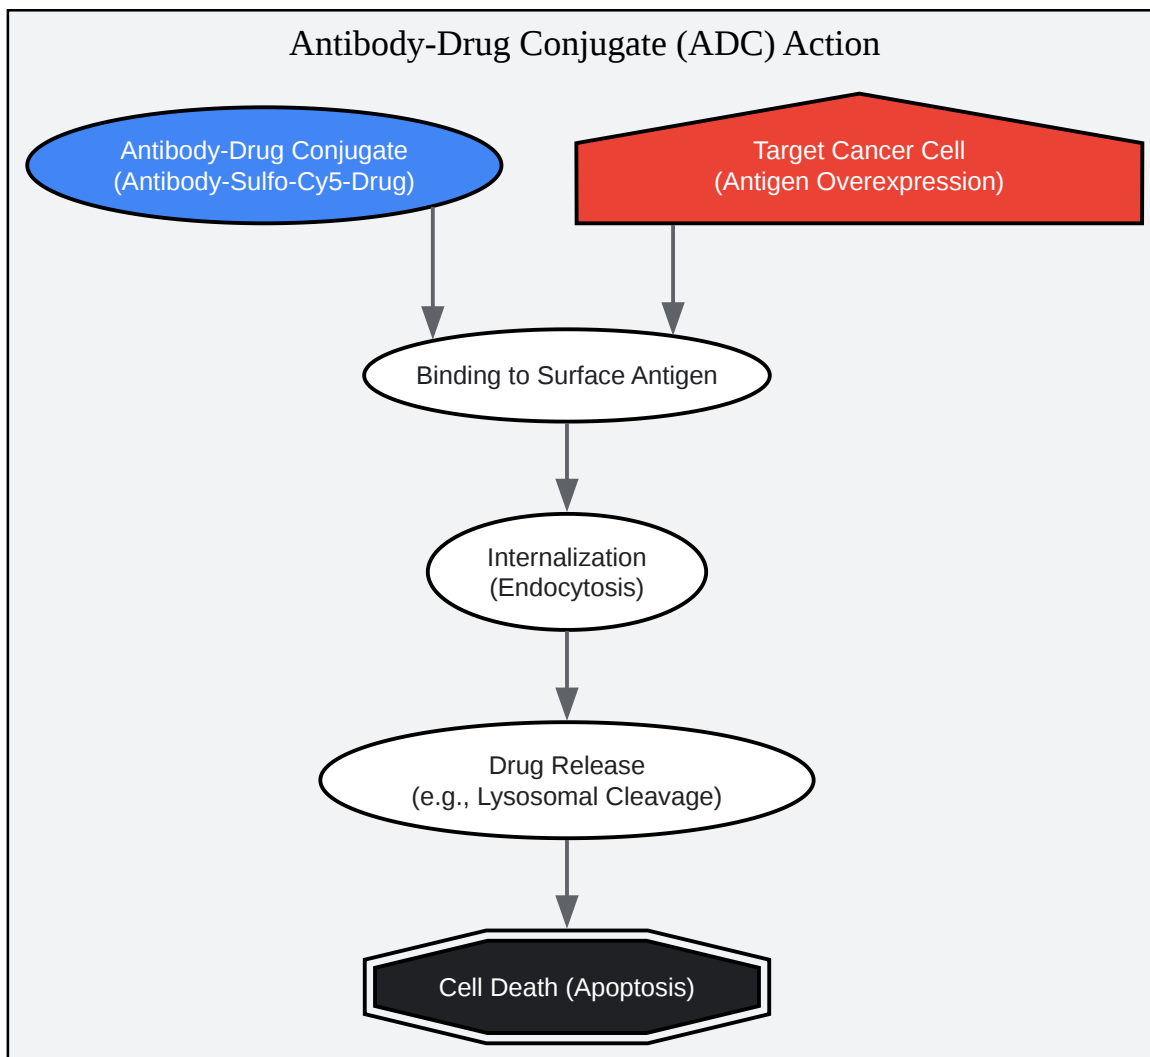 Antibody-Drug Conjugate (ADC) Action
Antibody-Drug Conjugate
(Antibody-Sulfo-Cy5-Drug)
Target Cancer Cell
(Antigen Overexpression)
Binding to Surface Antigen
Internalization
(Endocytosis)
Drug Release
(e.g., Lysosomal Cleavage)
Cell Death (Apoptosis)